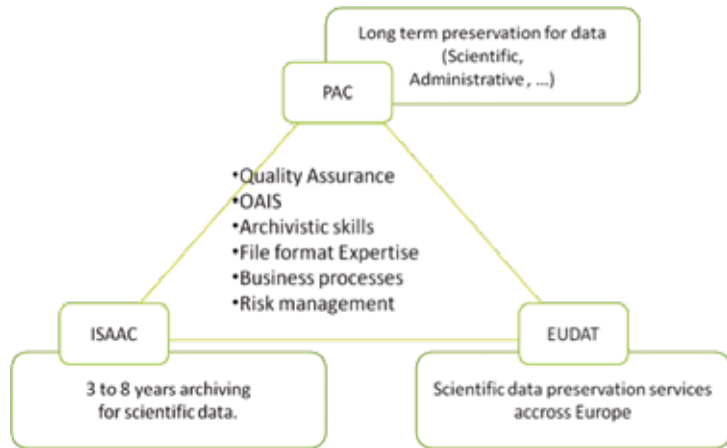 Long term preservation for data
(Scientific,
Administrative , ...)
PAC
•Quality Assurance
•OAIS
•Archivistic skills
•File format Expertise
•Business processes
•Risk management
ISAAC
EUDAT
3 to 8 years archiving
for scientific data.
Scientific data preservation services
accross Europe